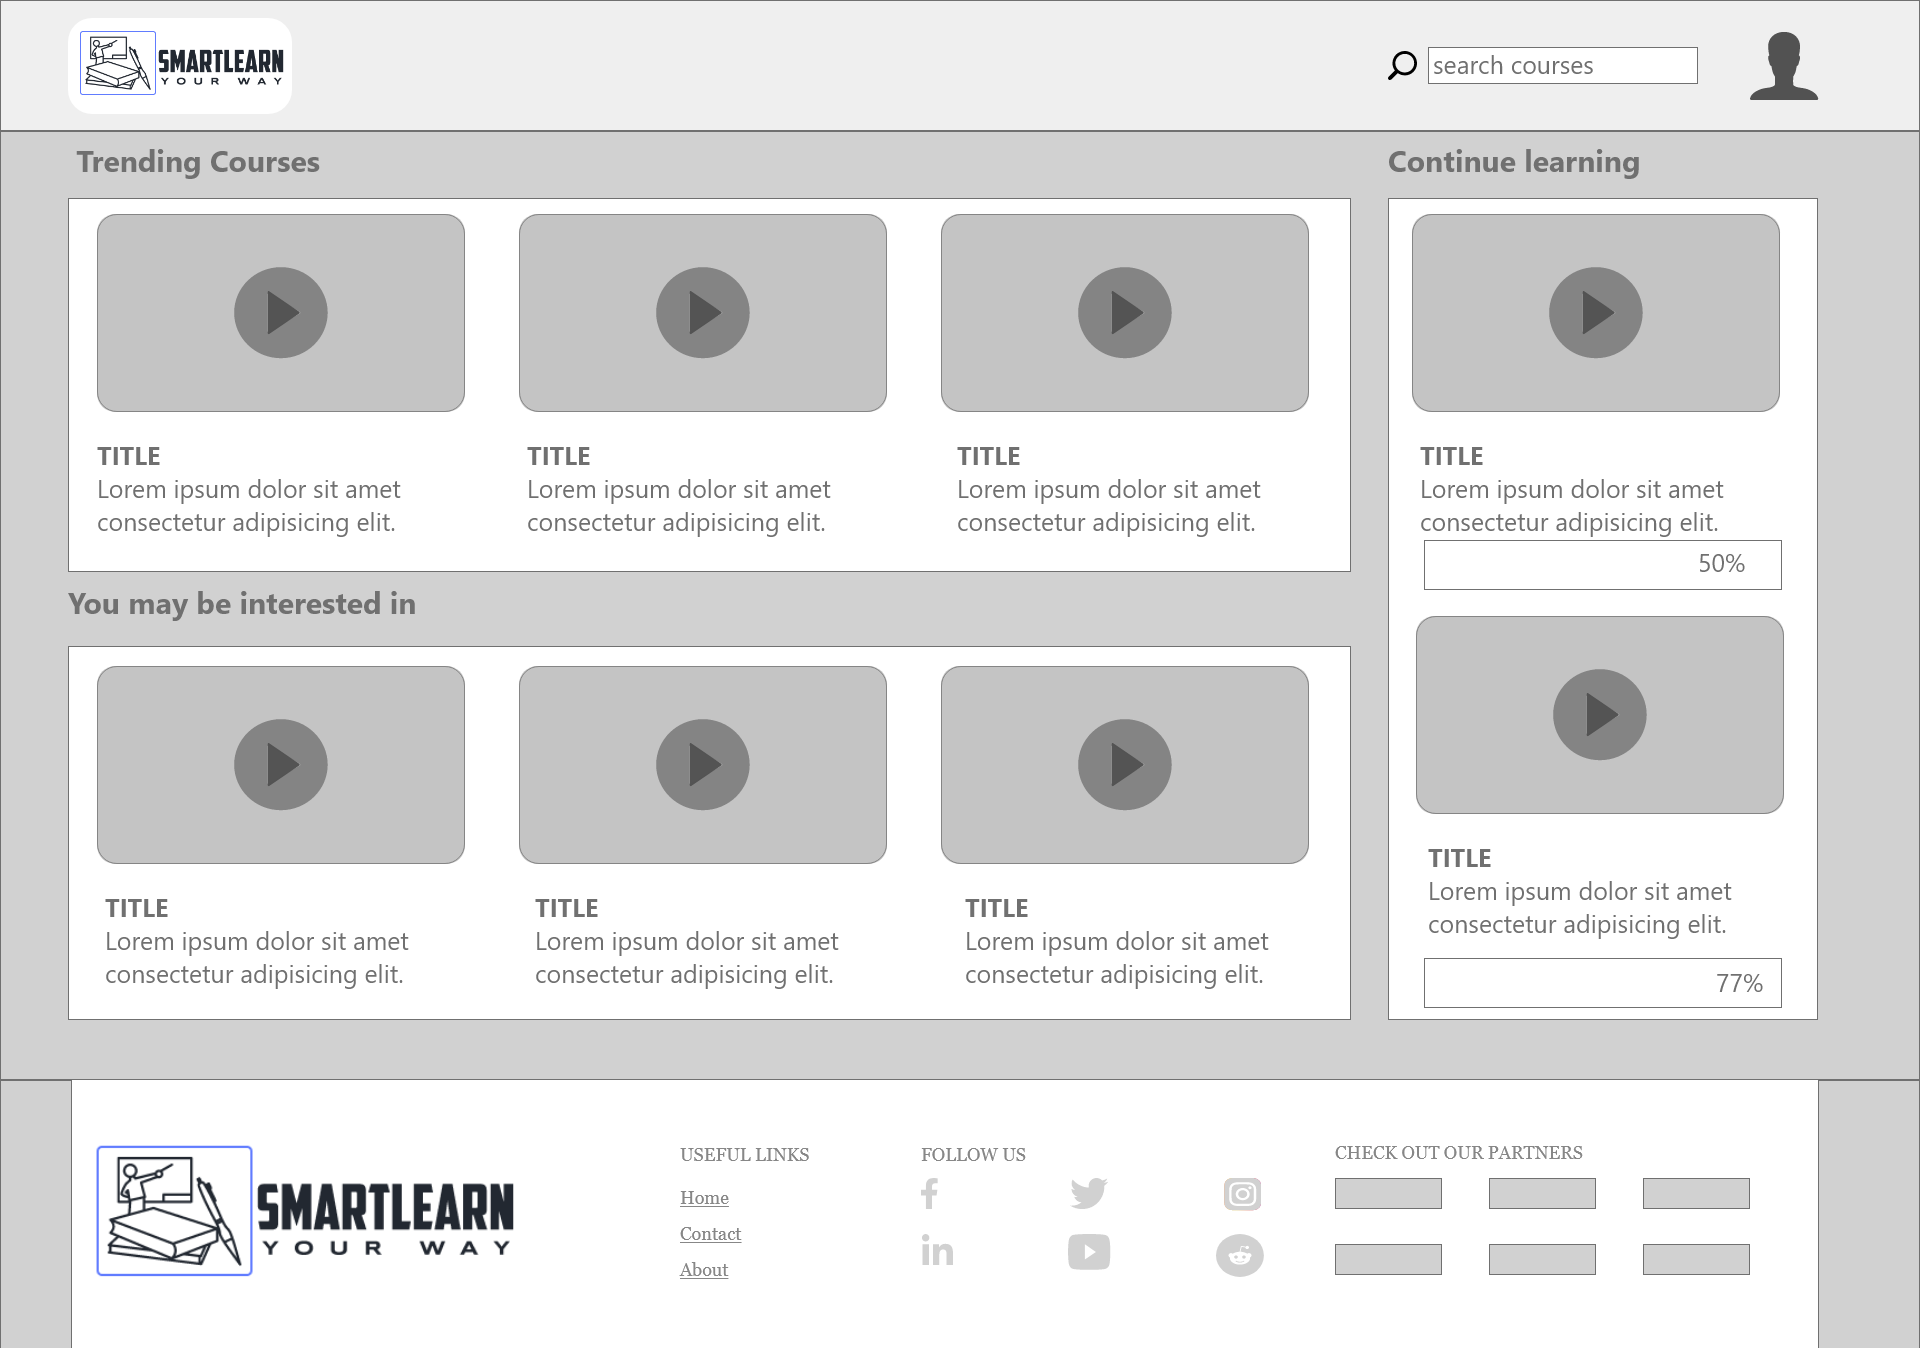 SMARTLEARN
YOUR WAY
search courses
Trending Courses
TITLE
Lorem ipsum dolor sit amet
consectetur adipisicing elit.
TITLE
Lorem ipsum dolor sit amet
consectetur adipisicing elit.
TITLE
Lorem ipsum dolor sit amet
consectetur adipisicing elit.
You may be interested in
TITLE
Lorem ipsum dolor sit amet
consectetur adipisicing elit.
TITLE
Lorem ipsum dolor sit amet
consectetur adipisicing elit.
TITLE
Lorem ipsum dolor sit amet
consectetur adipisicing elit.
Continue learning
TITLE
Lorem ipsum dolor sit amet
consectetur adipisicing elit.
50%
TITLE
Lorem ipsum dolor sit amet
consectetur adipisicing elit.
77%
SMARTLEARN
YOUR WAY
USEFUL LINKS
Home
Contact
About
FOLLOW US
CHECK OUT OUR PARTNERS